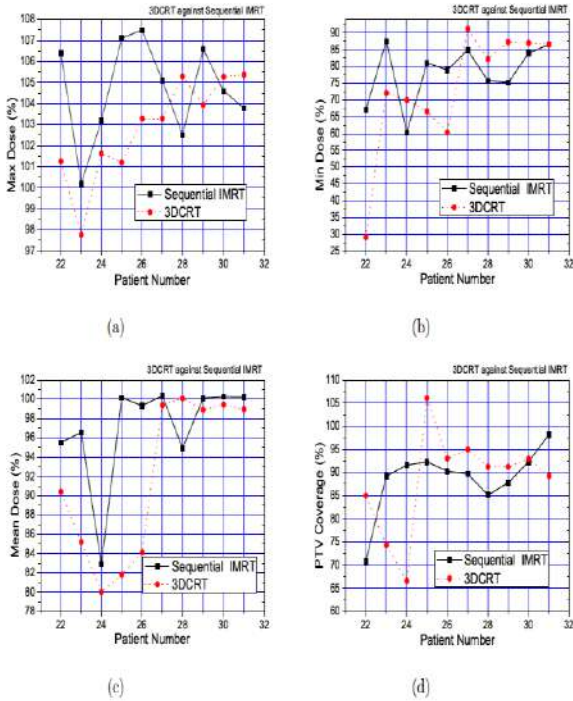 3DCRT against Sequential IMRT
108
107
106
105
104
103
102
101
100
99
98
97
Max Dose (%)
Sequential IMRT
3DCRT
22 24 26 28 30 32
Patient Number
(a)
3DCRT against Sequential IMRT
90
85
80
75
70
65
60
55
50
45
40
35
30
25
Min Dose (%)
Sequential IMRT
3DCRT
22 24 26 28 30 32
Patient Number
(b)
3DCRT against Sequential IMRT
102
100
98
96
94
92
90
88
86
84
82
80
78
Mean Dose (%)
Sequential IMRT
3DCRT
22 24 26 28 30 32
Patient Number
(c)
3DCRT against Sequential IMRT
110
105
100
95
90
85
80
75
70
65
60
PTV Coverage (%)
Sequential IMRT
3DCRT
22 24 26 28 30 32
Patient Number
(d)